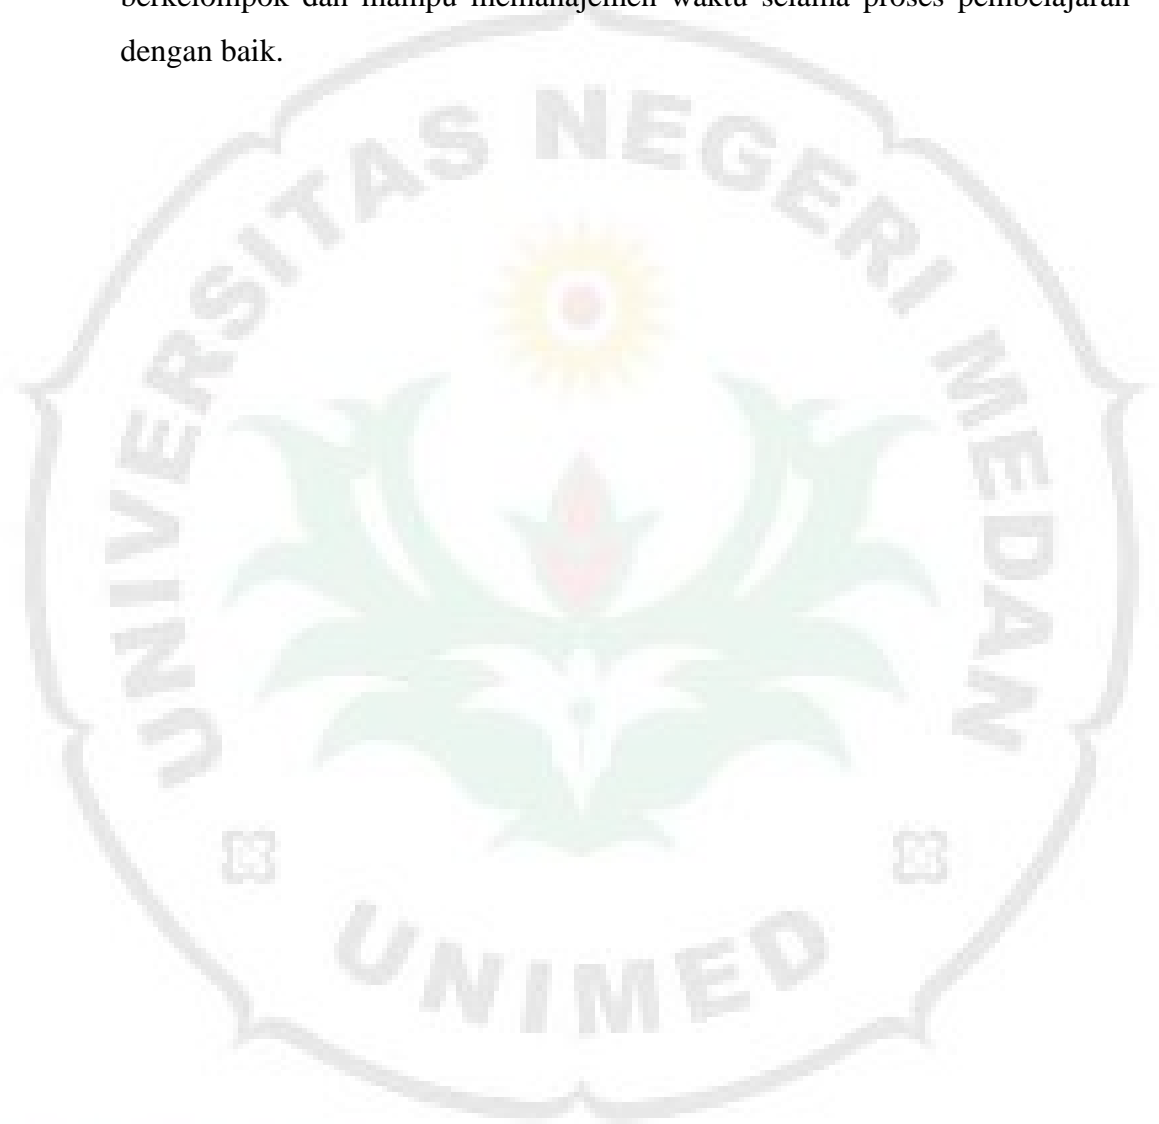 berkelompok dan mampu memanajemen waktu selama proses pembelajaran
dengan baik.
UNIVERSITAS NEGERI MEDAN
UNIMED